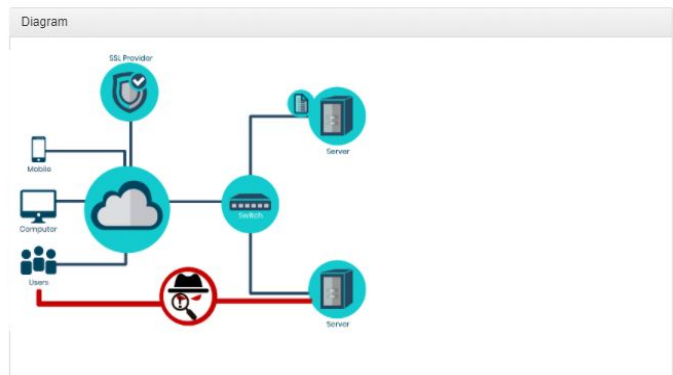 Diagram
SSL Provider
Mobile
Computer
Users
Switch
Server
Server